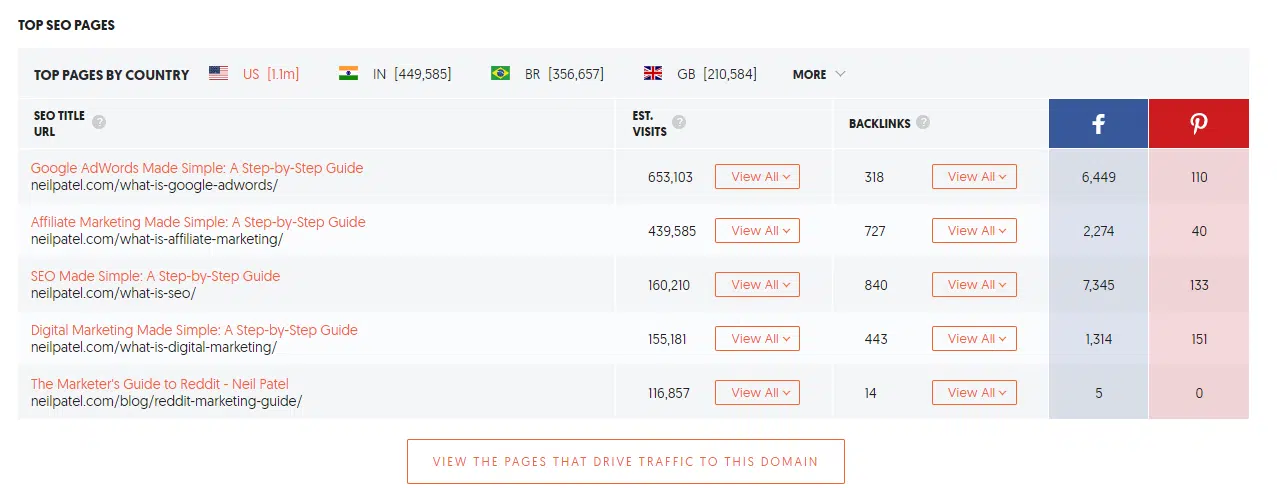 TOP SEO PAGES
TOP PAGES BY COUNTRY US [1.1m] IN [449,585] BR [356,657] GB [210,584] MORE
SEO TITLE
URL ?
EST.
VISITS ?
BACKLINKS ?
f
Google AdWords Made Simple: A Step-by-Step Guide
neilpatel.com/what-is-google-adwords/
653,103 View All 318 View All 6,449 110
Affiliate Marketing Made Simple: A Step-by-Step Guide
neilpatel.com/what-is-affiliate-marketing/
439,585 View All 727 View All 2,274 40
SEO Made Simple: A Step-by-Step Guide
neilpatel.com/what-is-seo/
160,210 View All 840 View All 7,345 133
Digital Marketing Made Simple: A Step-by-Step Guide
neilpatel.com/what-is-digital-marketing/
155,181 View All 443 View All 1,314 151
The Marketer's Guide to Reddit - Neil Patel
neilpatel.com/blog/reddit-marketing-guide/
116,857 View All 14 View All 5 0
VIEW THE PAGES THAT DRIVE TRAFFIC TO THIS DOMAIN